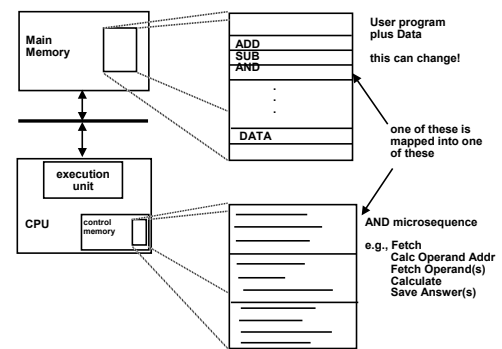 Main
Memory
ADD
SUB
AND
.
.
.
DATA
User program
plus Data
this can change!
one of these is
mapped into one
of these
execution
unit
CPU
control
memory
AND microsequence
e.g., Fetch
Calc Operand Addr
Fetch Operand(s)
Calculate
Save Answer(s)